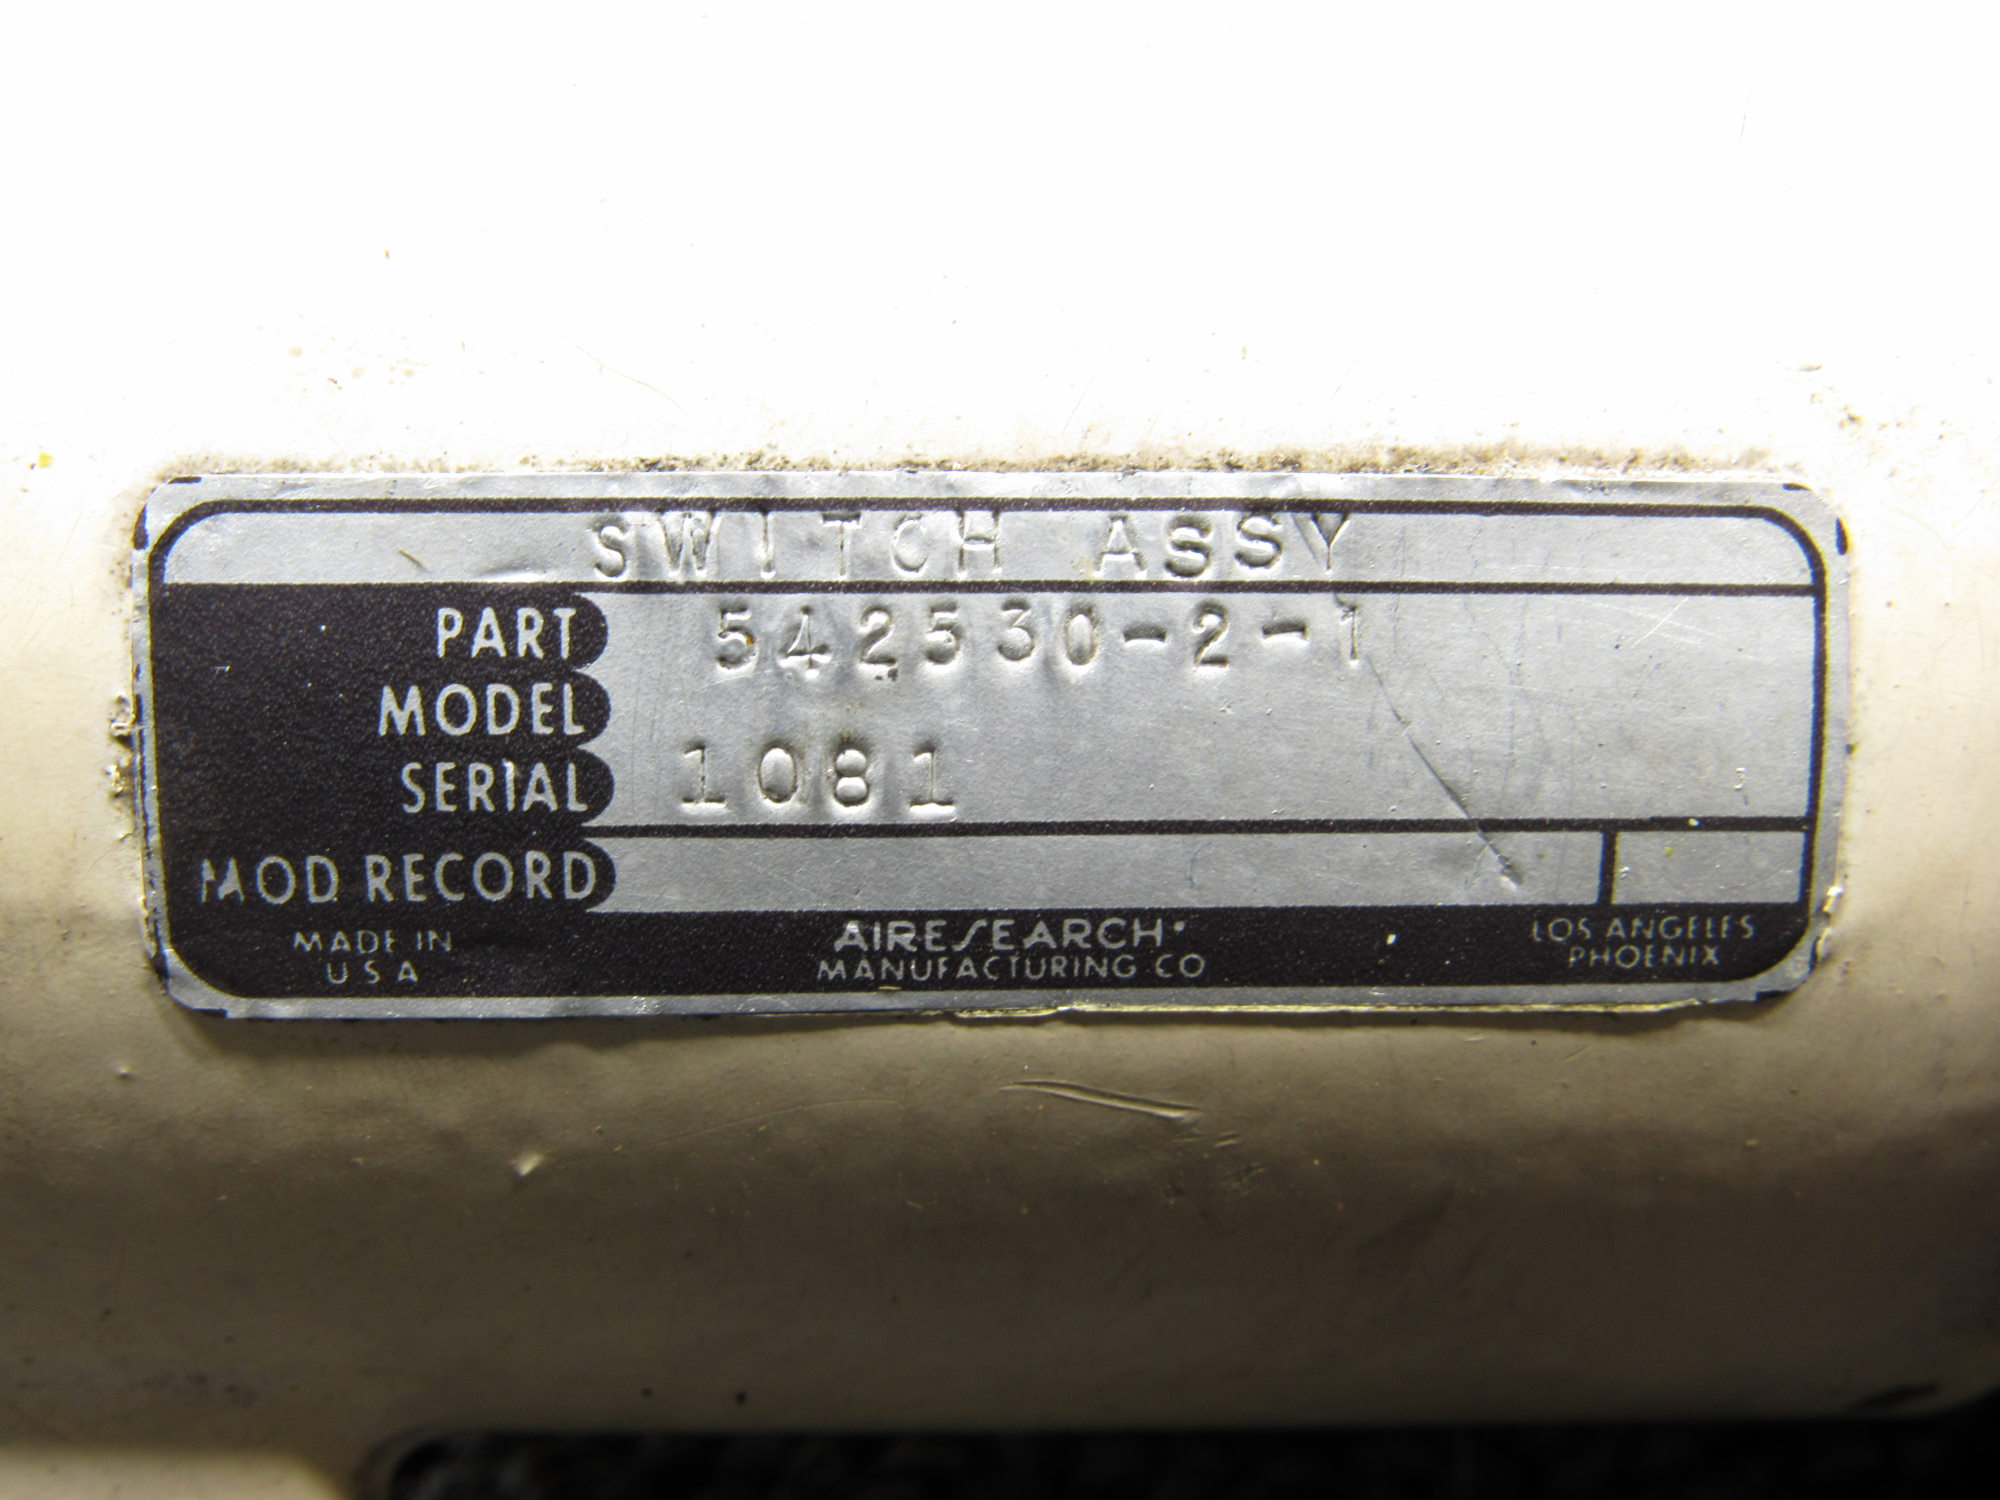 SWITCH ASSY
PART 542530-2-1
MODEL
SERIAL 1081
MOD RECORD
MADE IN
USA
AIRESEARCH
MANUFACTURING CO
LOS ANGELES
PHOENIX